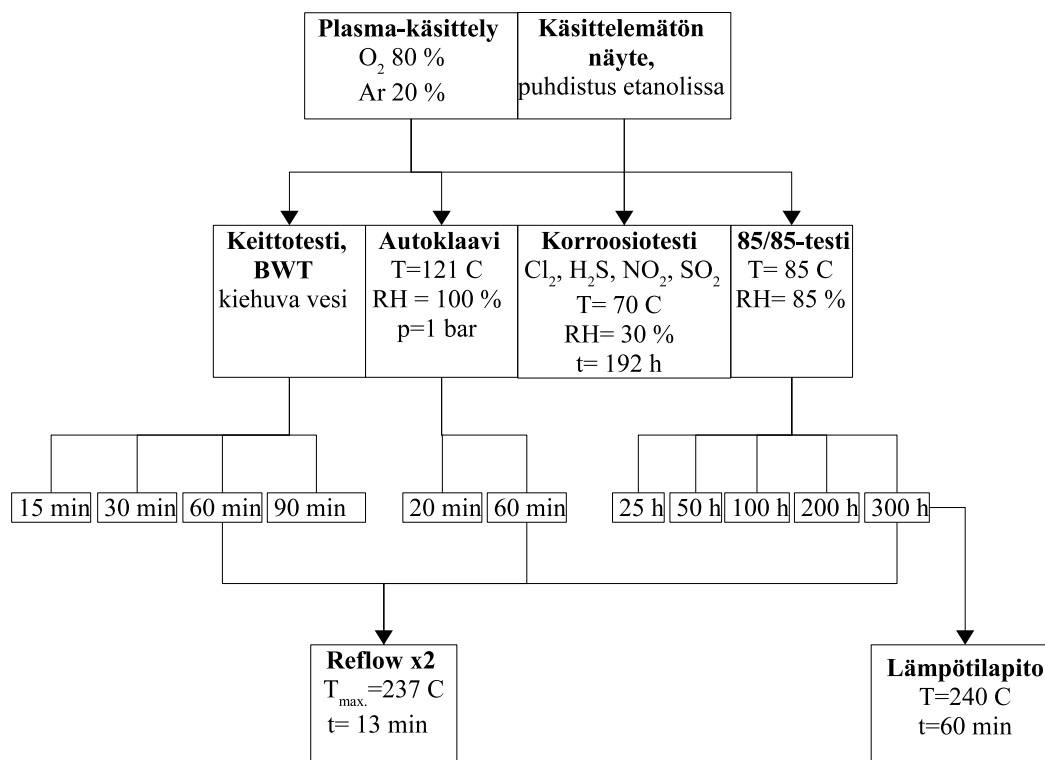 Plasma-käsittely
O₂ 80 %
Ar 20 %
Käsittelemätön
näyte,
puhdistus etanolissa
Keittotesti,
BWT
kiehuva vesi
Autoklaavi
T=121 C
RH = 100 %
p=1 bar
Korroosiotesti
Cl₂, H₂S, NO₂, SO₂
T= 70 C
RH= 30 %
t= 192 h
85/85-testi
T= 85 C
RH= 85 %
15 min
30 min
60 min
90 min
20 min
60 min
25 h
50 h
100 h
200 h
300 h
Reflow x2
Tmax.=237 C
t= 13 min
Lämpötilapito
T=240 C
t=60 min